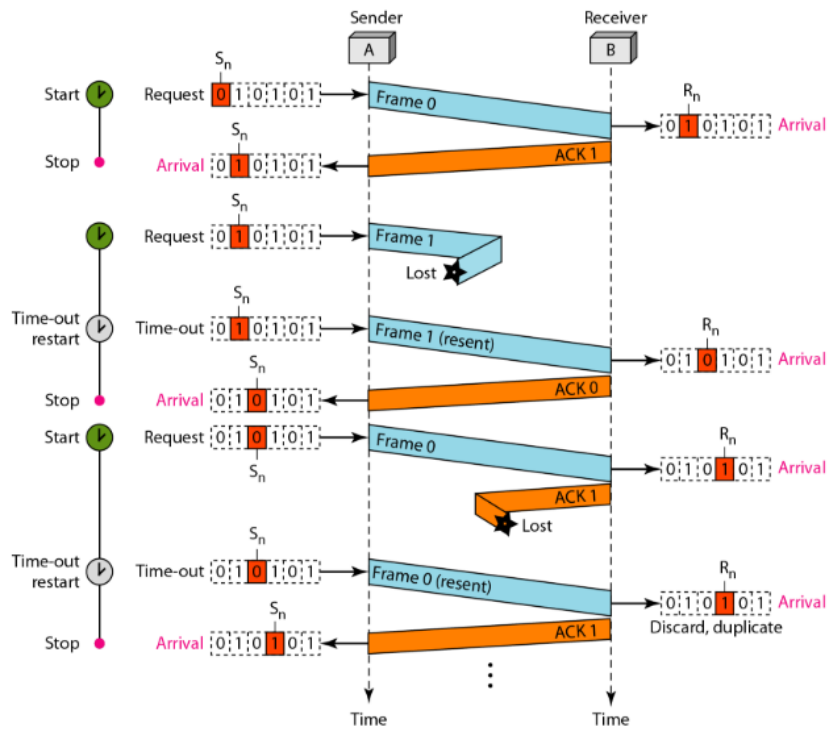 Sender Receiver
A B
Sn
Start Request 0 1 0 1 0 1 Frame 0
Rn
0 1 0 1 0 1 Arrival
Sn
Stop Arrival 0 1 0 1 0 1 ACK 1
Sn
Request 0 1 0 1 0 1 Frame 1
Lost
Sn
Time-out
restart
Time-out 0 1 0 1 0 1 Frame 1 (resent)
Rn
0 1 0 1 0 1 Arrival
Sn
Stop Arrival 0 1 0 1 0 1 ACK 0
Start Request 0 1 0 1 0 1 Frame 0
Sn
Rn
0 1 0 1 0 1 Arrival
ACK 1
Lost
Sn
Time-out
restart
Time-out 0 1 0 1 0 1 Frame 0 (resent)
Rn
0 1 0 1 0 1 Arrival
Discard, duplicate
Sn
Stop Arrival 0 1 0 1 0 1 ACK 1
Time Time